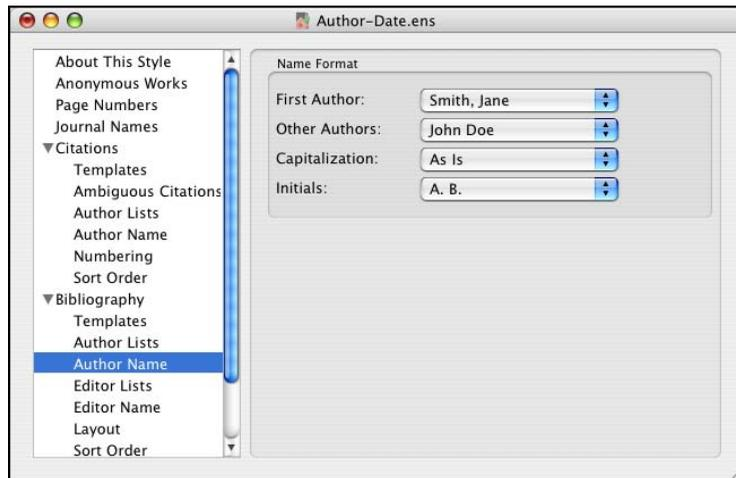 Author-Date.ens
About This Style
Anonymous Works
Page Numbers
Journal Names
Citations
Templates
Ambiguous Citations
Author Lists
Author Name
Numbering
Sort Order
Bibliography
Templates
Author Lists
Author Name
Editor Lists
Editor Name
Layout
Sort Order
Name Format
First Author: Smith, Jane
Other Authors: John Doe
Capitalization: As Is
Initials: A. B.